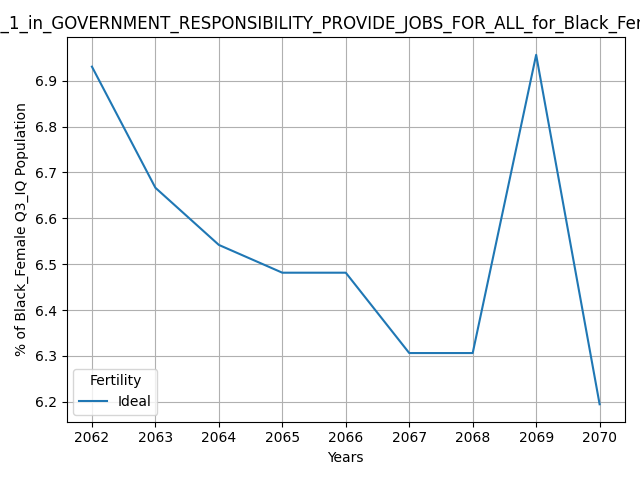 _1_in_GOVERNMENT_RESPONSIBILITY_PROVIDE_JOBS_FOR_ALL_for_Black_Fe
% of Black_Female Q3_IQ Population
6.9
6.8
6.7
6.6
6.5
6.4
6.3
6.2
Fertility
Ideal
2062 2063 2064 2065 2066 2067 2068 2069 2070
Years